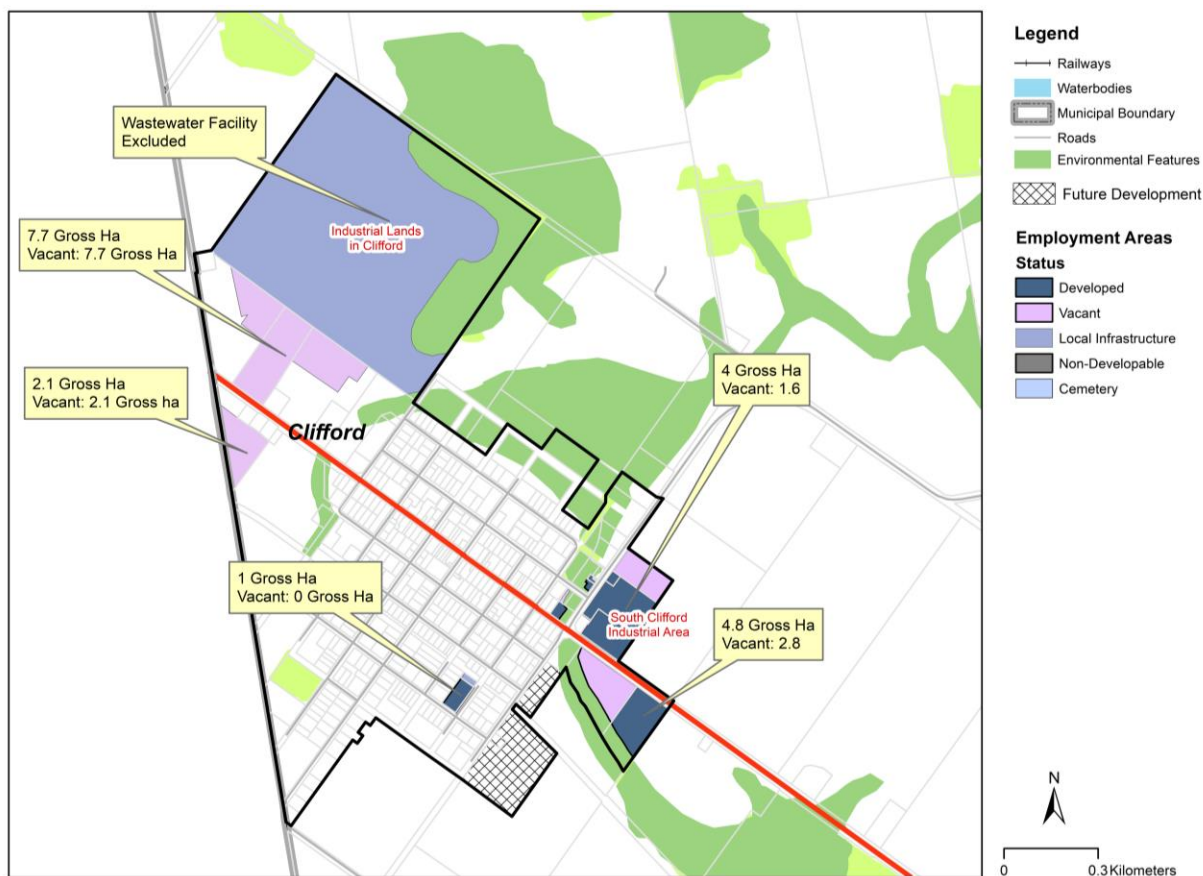 Wastewater Facility
Excluded
Industrial Lands
in Clifford
7.7 Gross Ha
Vacant: 7.7 Gross Ha
2.1 Gross Ha
Vacant: 2.1 Gross ha
Clifford
4 Gross Ha
Vacant: 1.6
1 Gross Ha
Vacant: 0 Gross Ha
South Clifford
Industrial Area
4.8 Gross Ha
Vacant: 2.8
Legend
Railways
Waterbodies
Municipal Boundary
Roads
Environmental Features
Future Development
Employment Areas
Status
Developed
Vacant
Local Infrastructure
Non-Developable
Cemetery
N
0 0.3 Kilometers